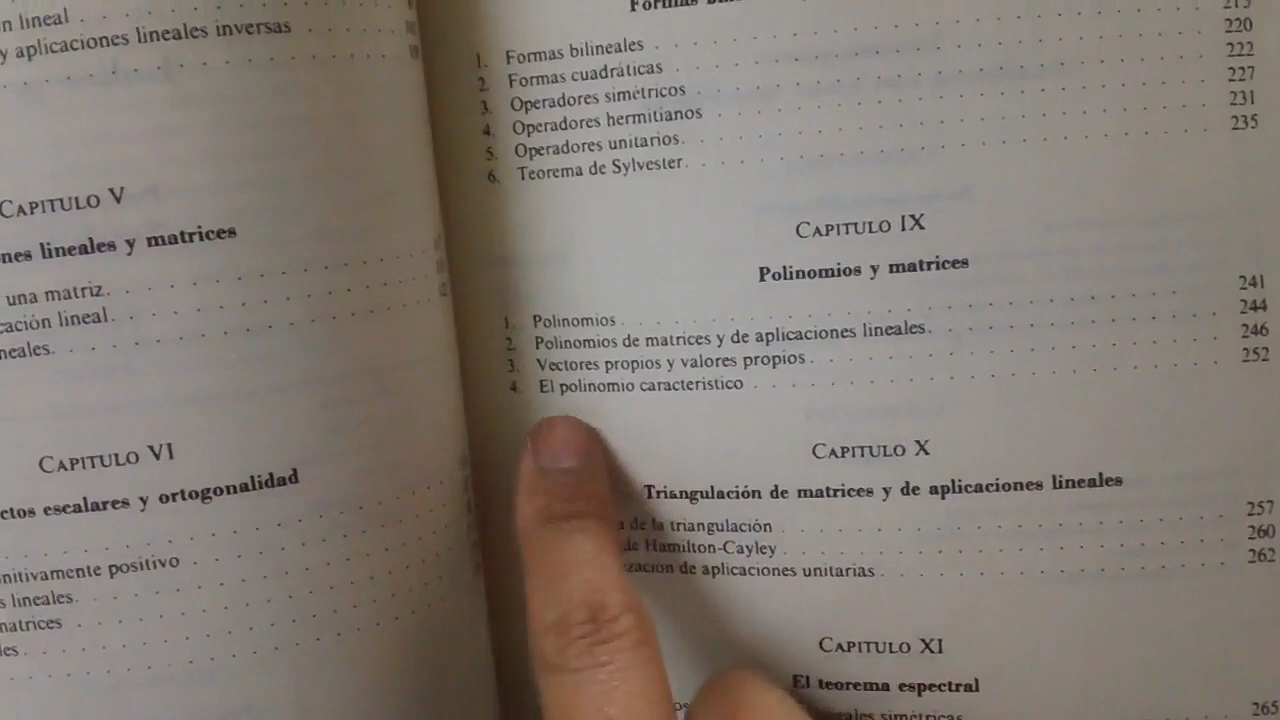 ón lineal
y aplicaciones lineales inversas
CAPITULO V
nes lineales y matrices
una matriz.
cación lineal.
neales.
CAPITULO VI
ctos escalares y ortogonalidad
nitivamente positivo
s lineales.
matrices
les.
Formas
1. Formas bilineales 220
2. Formas cuadráticas 222
3. Operadores simétricos 227
4. Operadores hermitianos 231
5. Operadores unitarios. 235
6. Teorema de Sylvester.
CAPITULO IX
Polinomios y matrices
1. Polinomios 241
2. Polinomios de matrices y de aplicaciones lineales. 244
3. Vectores propios y valores propios 246
4. El polinomio característico 252
CAPITULO X
Triangulación de matrices y de aplicaciones lineales
a de la triangulación 257
de Hamilton-Cayley 260
ización de aplicaciones unitarias 262
CAPITULO XI
El teorema espectral
rales simétricas 265